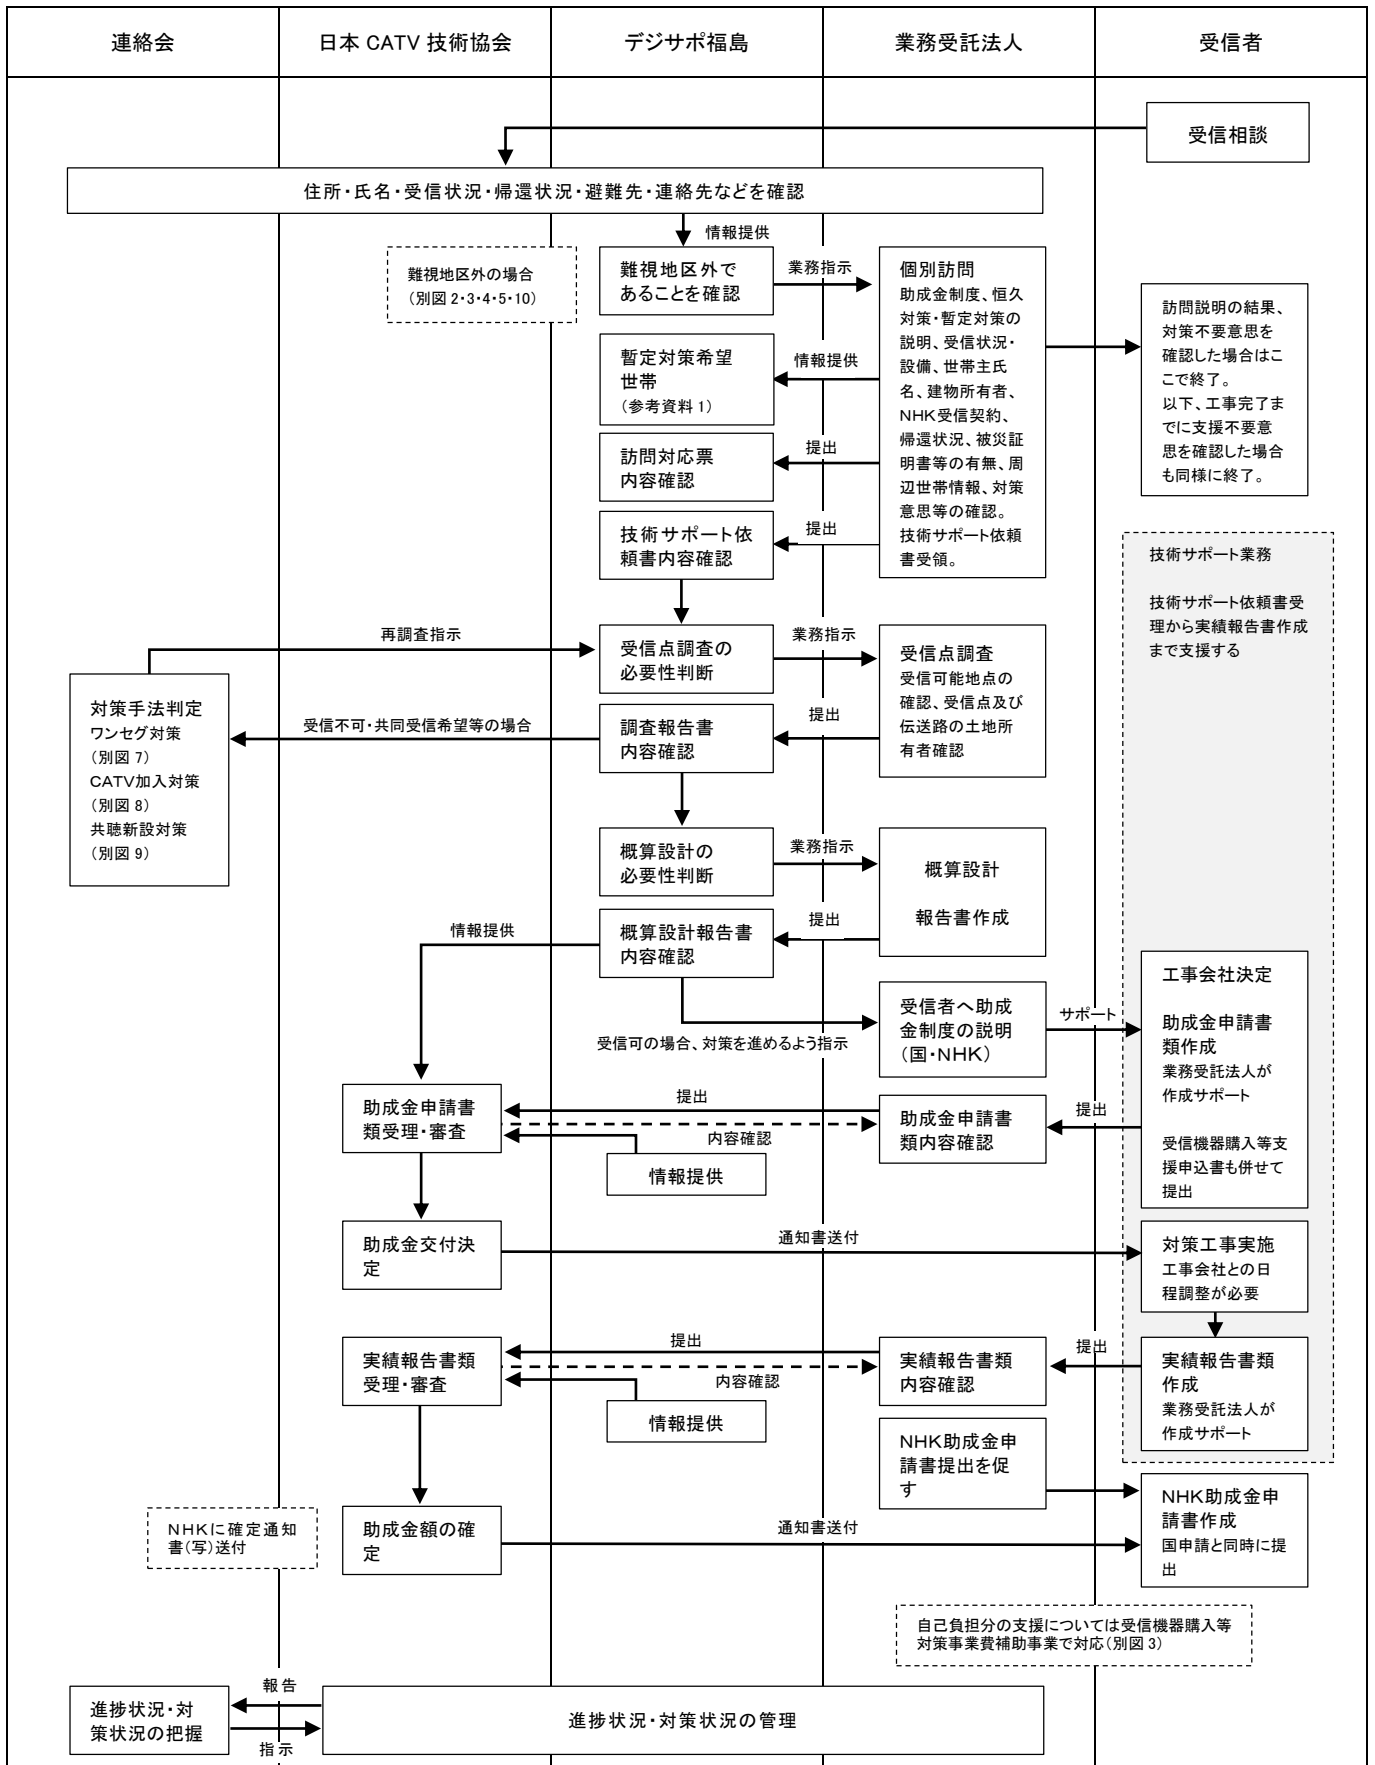 連絡会
日本 CATV 技術協会
デジサポ福島
業務受託法人
受信者
受信相談
住所・氏名・受信状況・帰還状況・避難先・連絡先などを確認
情報提供
難視地区外の場合
（別図 2・3・4・5・10）
難視地区外で
あることを確認
業務指示
個別訪問
助成金制度、恒久
対策・暫定対策の
説明、受信状況・
設備、世帯主氏
名、建物所有者、
NHK受信契約、
帰還状況、被災証
明書等の有無、周
辺世帯情報、対策
意思等の確認。
技術サポート依頼
書受領。
訪問説明の結果、
対策不要意思を
確認した場合はこ
こで終了。
以下、工事完了ま
でに支援不要意
思を確認した場合
も同様に終了。
暫定対策希望
世帯
（参考資料 1）
情報提供
訪問対応票
内容確認
提出
技術サポート依
頼書内容確認
提出
技術サポート業務
技術サポート依頼書受
理から実績報告書作成
まで支援する
再調査指示
受信点調査の
必要性判断
業務指示
受信点調査
受信可能地点の
確認、受信点及び
伝送路の土地所
有者確認
対策手法判定
ワンセグ対策
（別図 7）
CATV加入対策
（別図 8）
共聴新設対策
（別図 9）
受信不可・共同受信希望等の場合
調査報告書
内容確認
提出
概算設計の
必要性判断
業務指示
概算設計
報告書作成
情報提供
概算設計報告書
内容確認
提出
受信可の場合、対策を進めるよう指示
受信者へ助成
金制度の説明
（国・NHK）
サポート
工事会社決定
助成金申請書
類作成
業務受託法人が
作成サポート
受信機器購入等支
援申込書も併せて
提出
助成金申請書
類受理・審査
提出
内容確認
情報提供
助成金申請書
類内容確認
提出
助成金交付決
定
通知書送付
対策工事実施
工事会社との日
程調整が必要
実績報告書類
受理・審査
提出
内容確認
情報提供
実績報告書類
内容確認
提出
実績報告書類
作成
業務受託法人が
作成サポート
NHK助成金申
請書提出を促
す
NHK助成金申
請書作成
国申請と同時に提
出
NHKに確定通知
書（写）送付
助成金額の確
定
通知書送付
自己負担分の支援については受信機器購入等
対策事業費補助事業で対応（別図 3）
進捗状況・対
策状況の把握
報告
指示
進捗状況・対策状況の管理